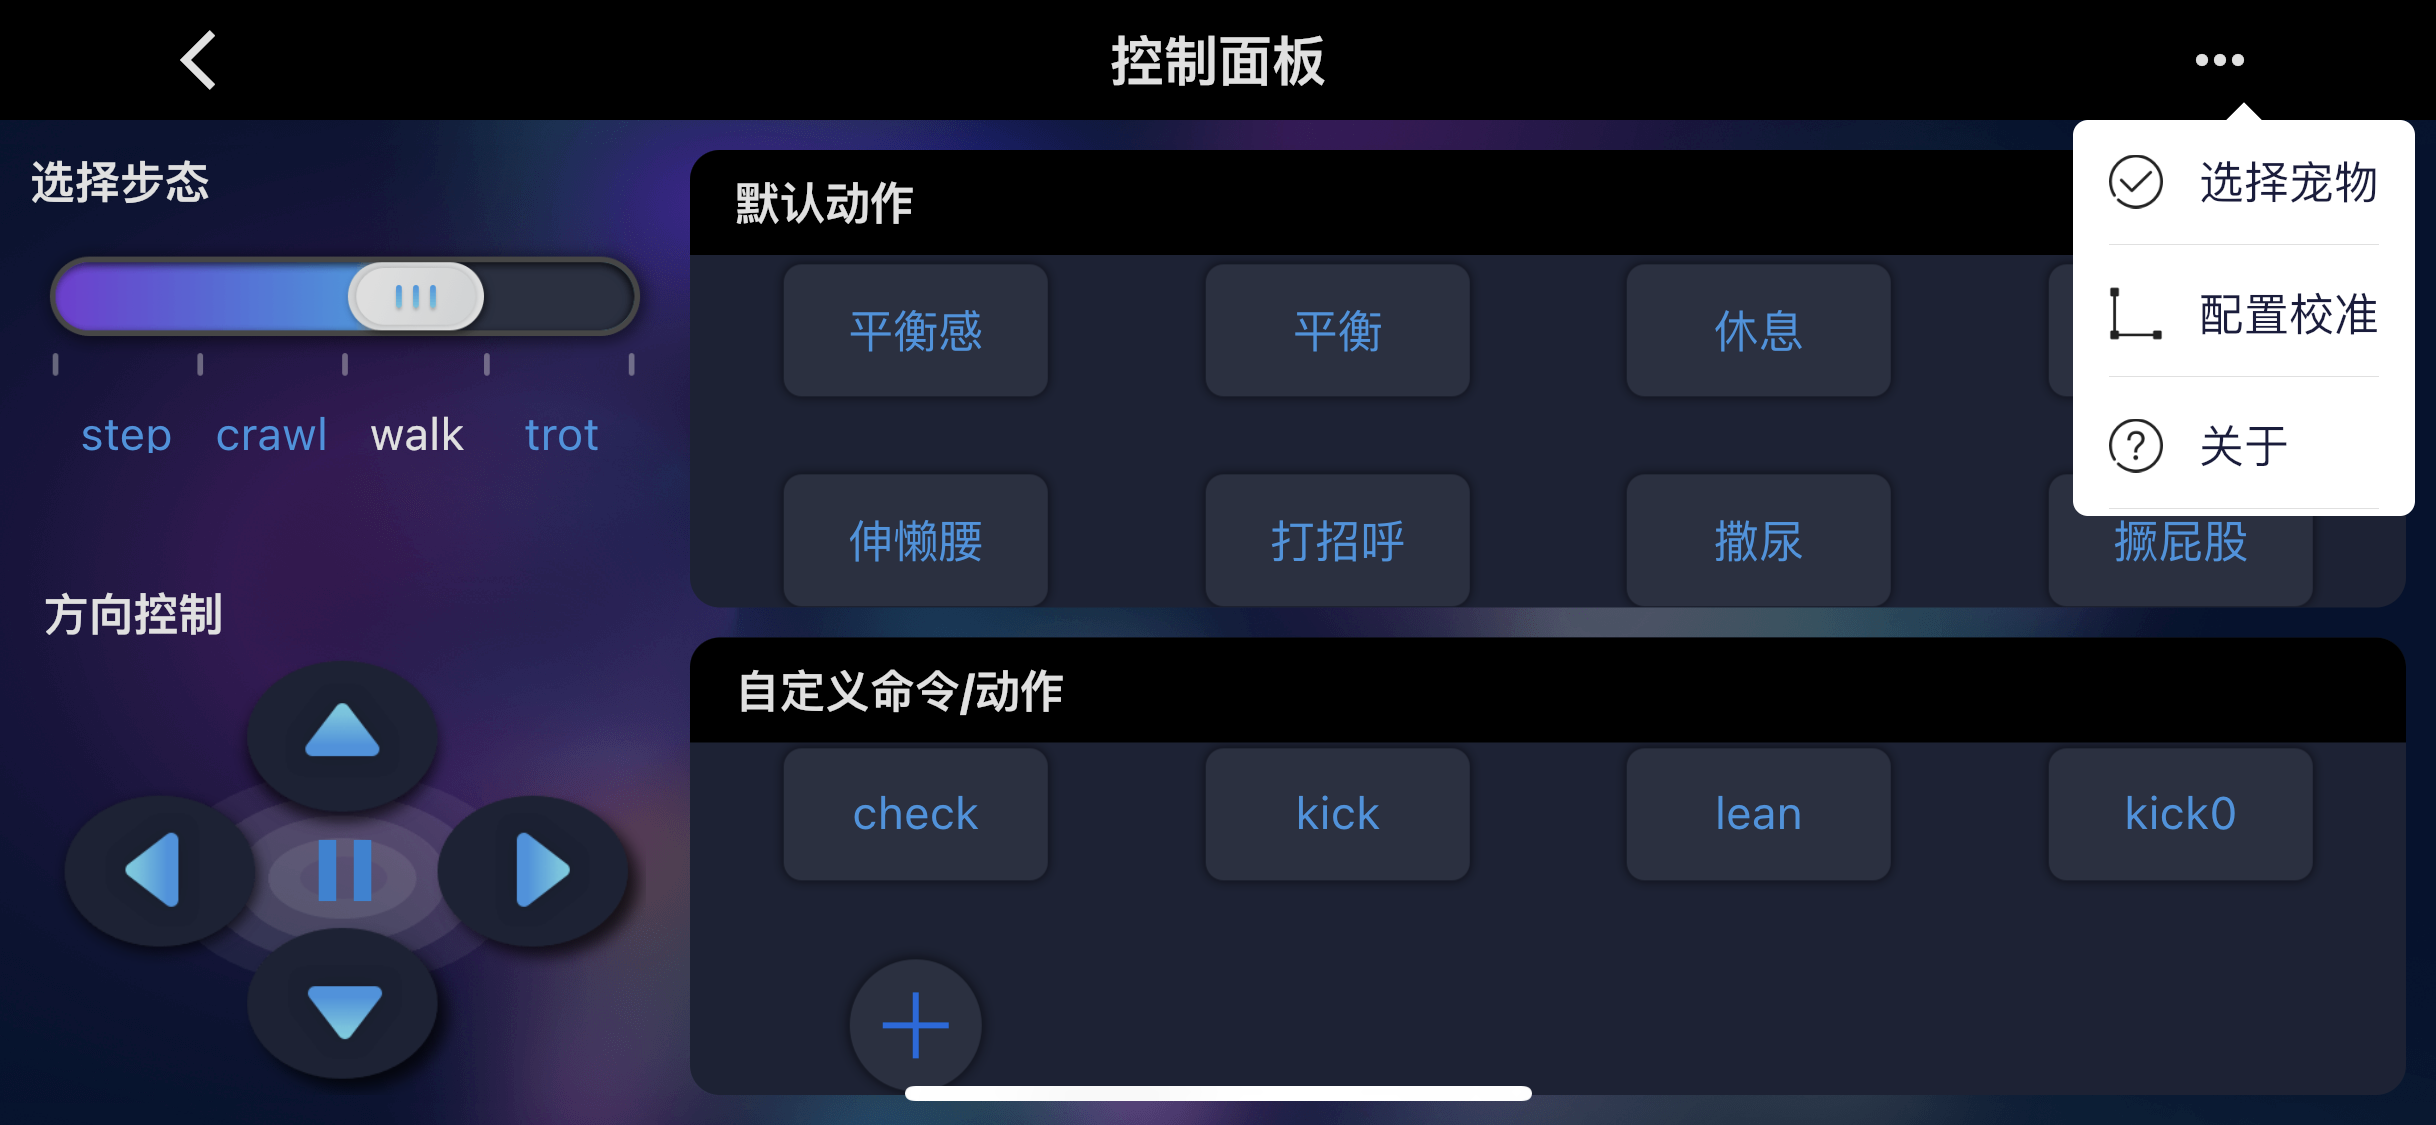 控制面板
选择步态
step crawl walk trot
方向控制
默认动作
平衡感 平衡 休息
伸懒腰 打招呼 撒尿 撅屁股
自定义命令/动作
check kick lean kick0
选择宠物
配置校准
关于